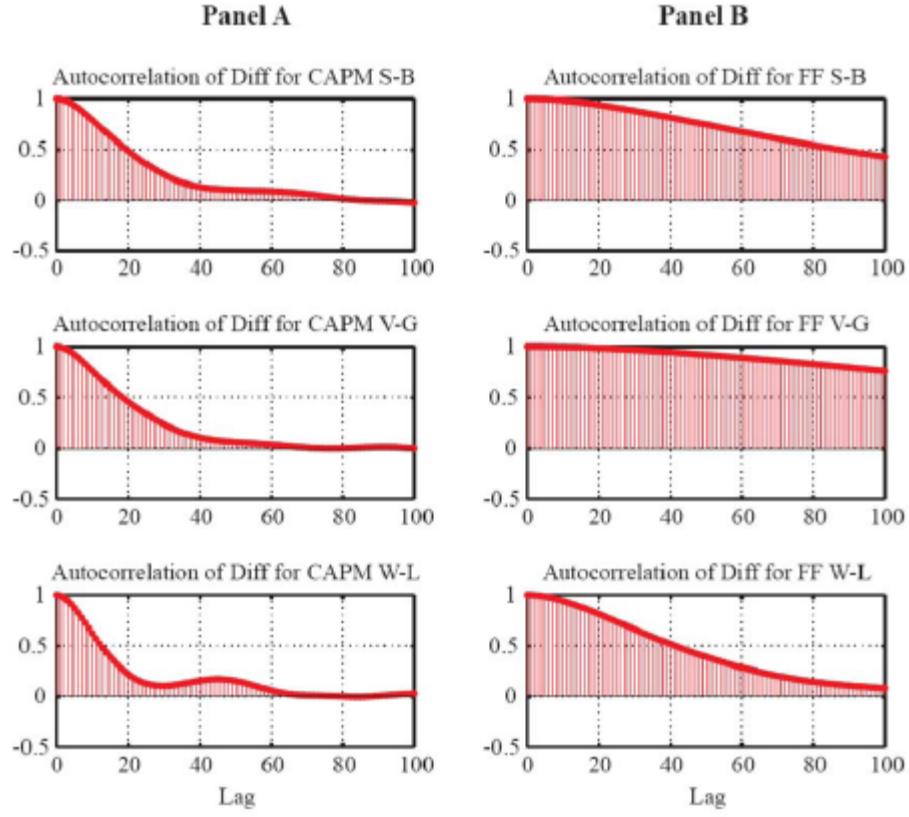 Panel A
Panel B
Autocorrelation of Diff for CAPM S-B
1
0.5
0
-0.5
0 20 40 60 80 100
Autocorrelation of Diff for FF S-B
1
0.5
0
-0.5
0 20 40 60 80 100
Autocorrelation of Diff for CAPM V-G
1
0.5
0
-0.5
0 20 40 60 80 100
Autocorrelation of Diff for FF V-G
1
0.5
0
-0.5
0 20 40 60 80 100
Autocorrelation of Diff for CAPM W-L
1
0.5
0
-0.5
0 20 40 60 80 100
Lag
Autocorrelation of Diff for FF W-L
1
0.5
0
-0.5
0 20 40 60 80 100
Lag